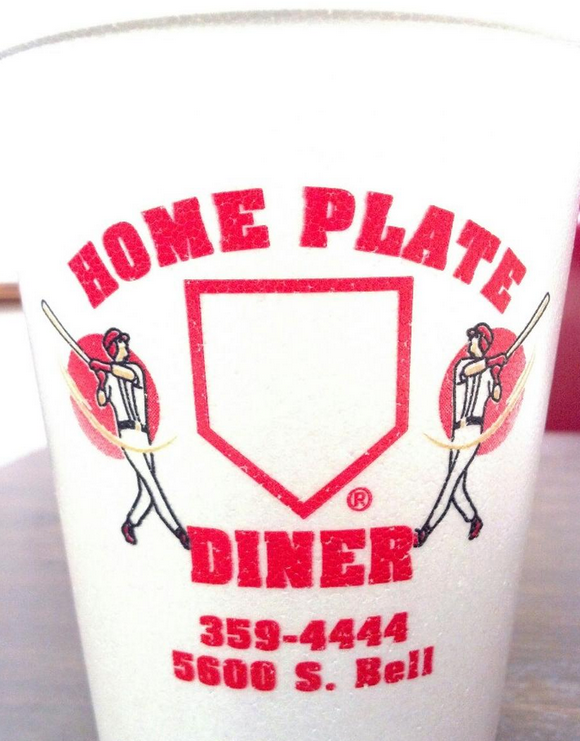 HOME PLATE
®
DINER
359-4444
5600 S. Bell